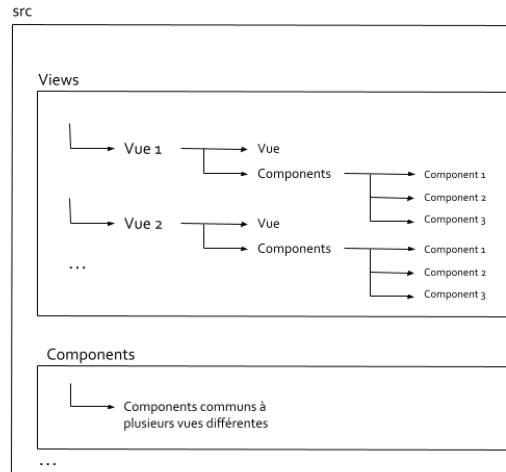 src
Views
Vue 1
Vue
Components
Component 1
Component 2
Component 3
Vue 2
Vue
Components
Component 1
Component 2
Component 3
...
Components
Components communs à
plusieurs vues différentes
...